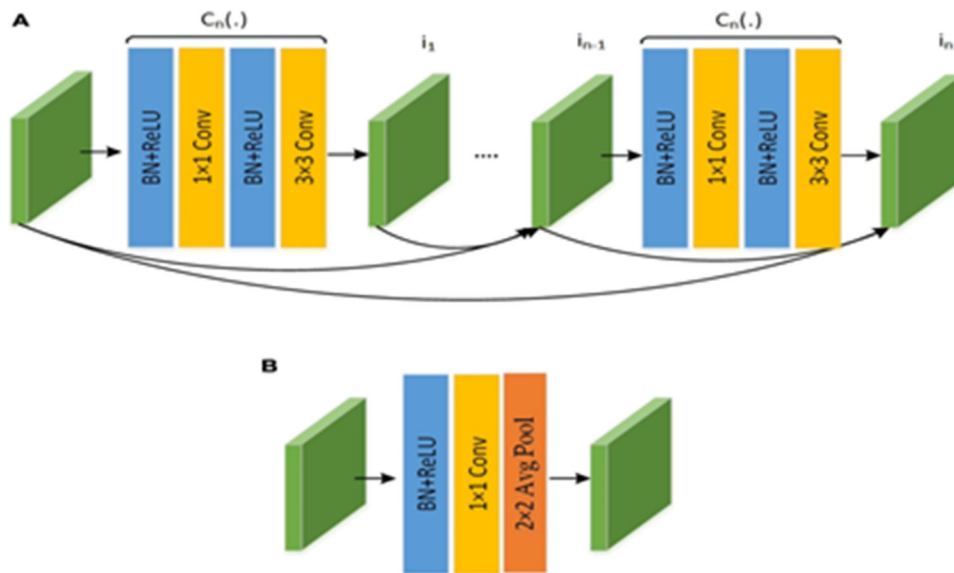 A
Cₙ(.)
i₁
iₙ₋₁
Cₙ(.)
iₙ
BN+ReLU
1×1 Conv
BN+ReLU
3×3 Conv
....
BN+ReLU
1×1 Conv
BN+ReLU
3×3 Conv
B
BN+ReLU
1×1 Conv
2×2 Avg Pool